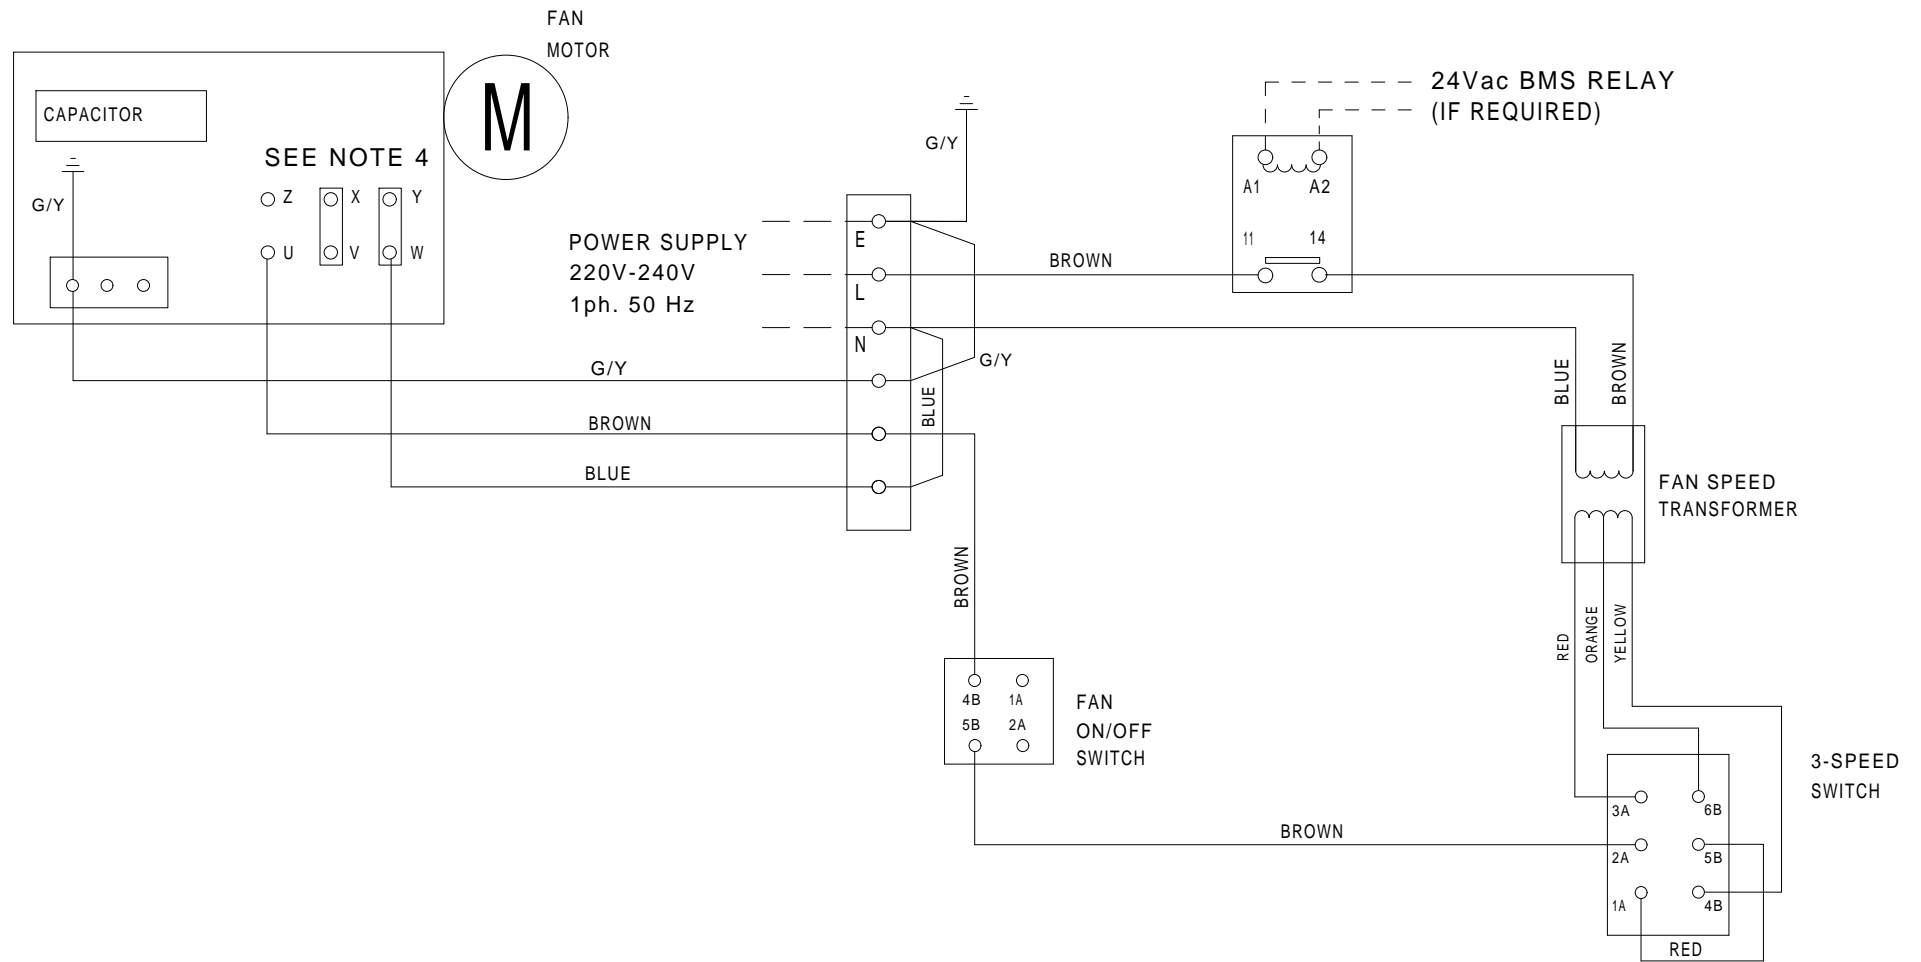 FAN
MOTOR
CAPACITOR
SEE NOTE 4
G/Y
Z
X
Y
U
V
W
POWER SUPPLY
220V-240V
1ph. 50 Hz
E
L
N
G/Y
G/Y
G/Y
BROWN
BLUE
BLUE
BROWN
24Vac BMS RELAY
(IF REQUIRED)
A1
A2
11
14
BROWN
BLUE
BROWN
FAN SPEED
TRANSFORMER
RED
ORANGE
YELLOW
4B
1A
5B
2A
FAN
ON/OFF
SWITCH
BROWN
3-SPEED
SWITCH
3A
6B
2A
5B
1A
4B
RED